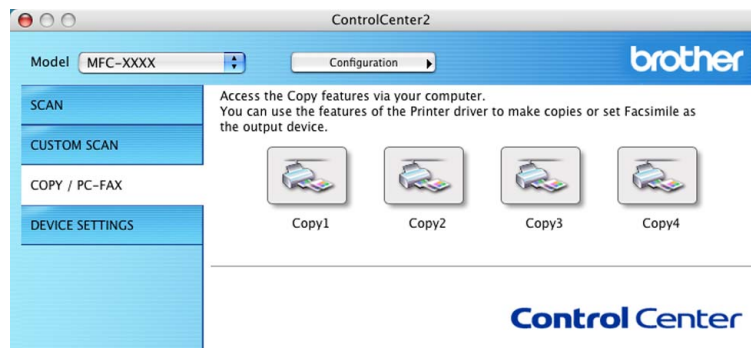 ControlCenter2
Model MFC-XXXX Configuration
brother
SCAN
CUSTOM SCAN
COPY / PC-FAX
DEVICE SETTINGS
Access the Copy features via your computer.
You can use the features of the Printer driver to make copies or set Facsimile as
the output device.
Copy1 Copy2 Copy3 Copy4
Control Center